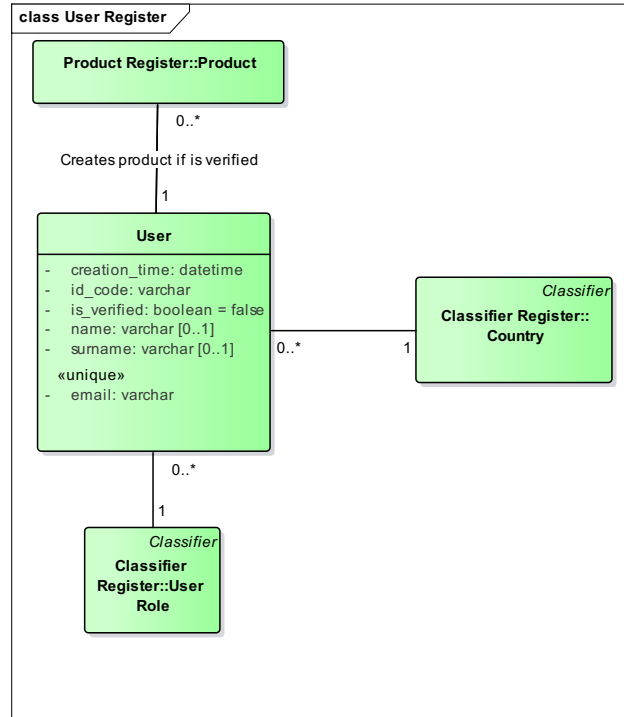 class User Register
Product Register::Product
0..*
Creates product if is verified
1
User
- creation_time: datetime
- id_code: varchar
- is_verified: boolean = false
- name: varchar [0..1]
- surname: varchar [0..1]
«unique»
- email: varchar
0..*
1
Classifier
Classifier Register::
Country
0..*
1
Classifier
Classifier
Register::User
Role